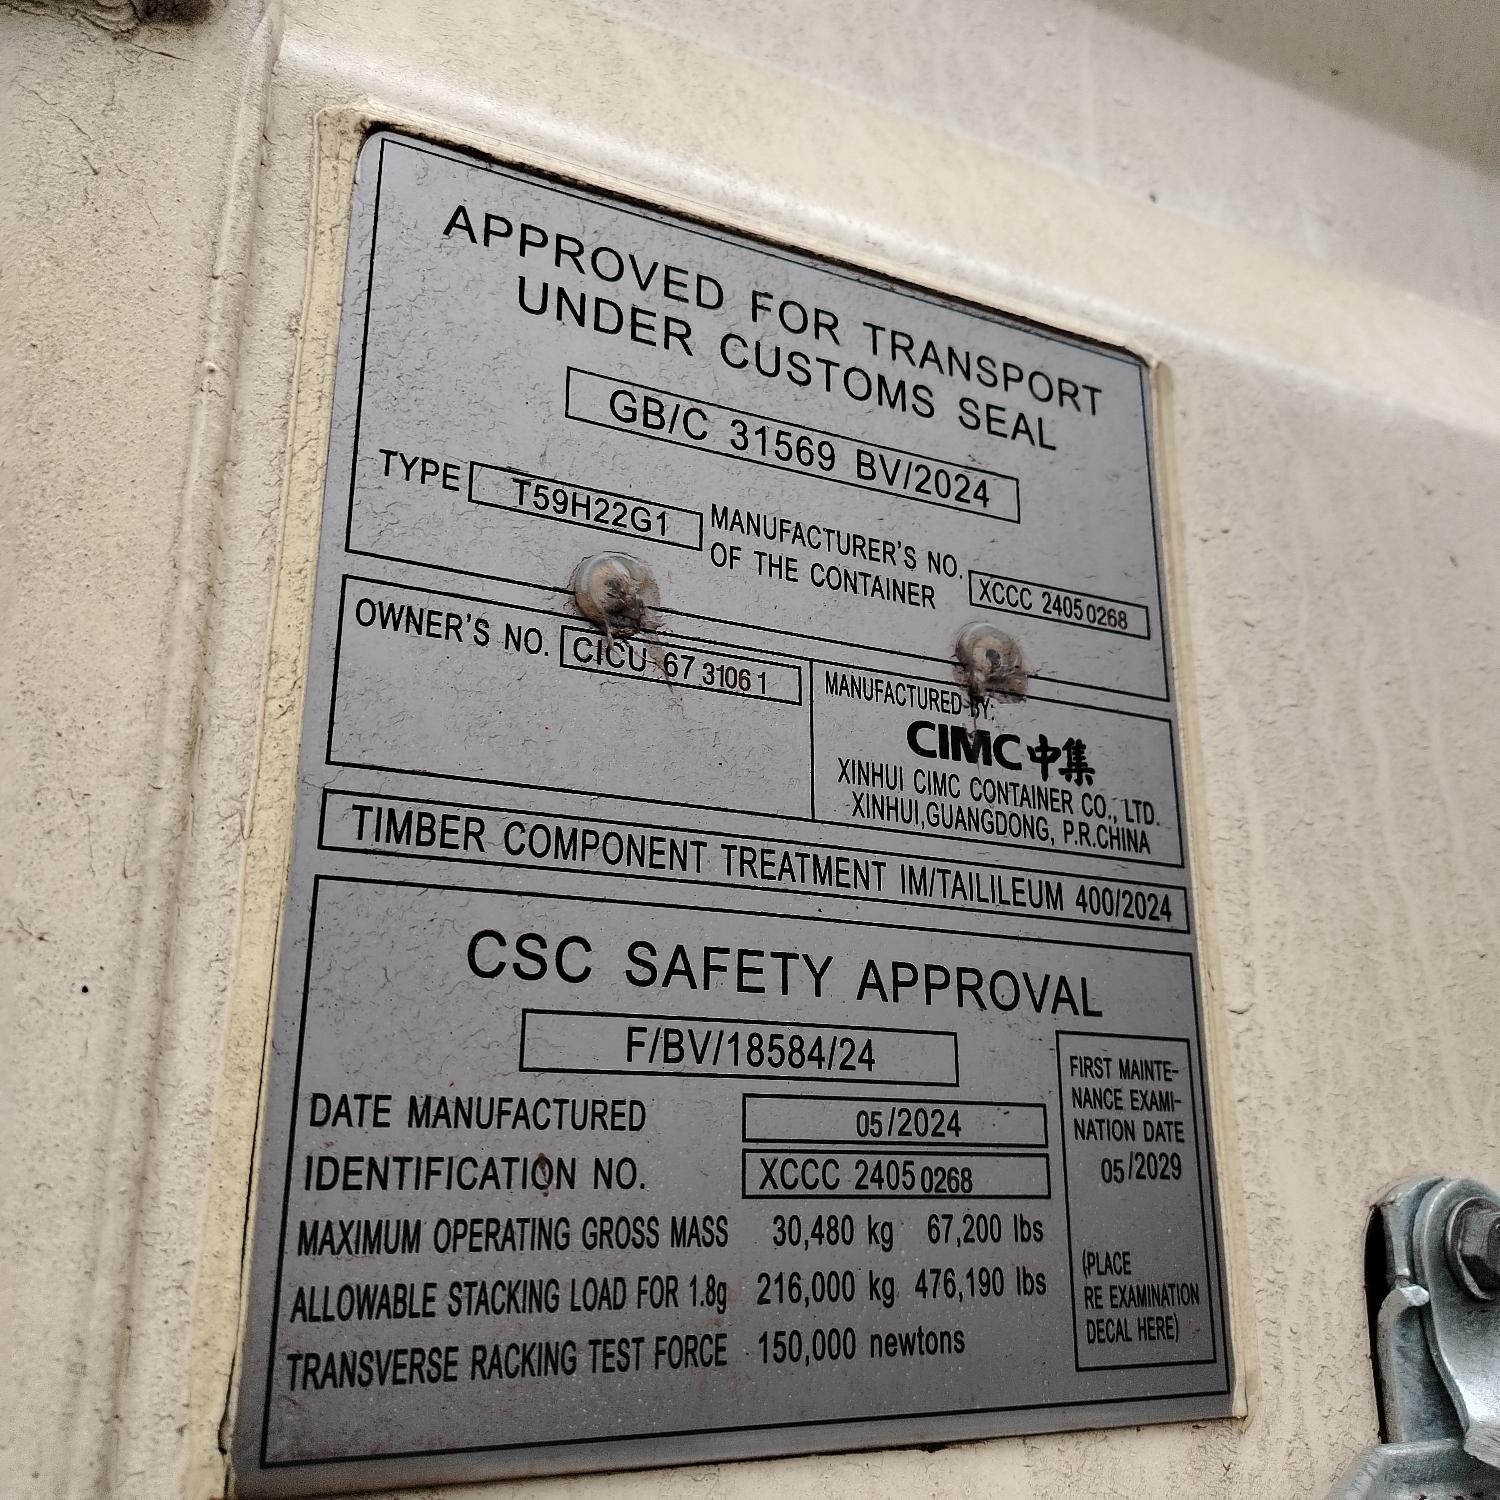 APPROVED FOR TRANSPORT
UNDER CUSTOMS SEAL
GB/C 31569 BV/2024
TYPE T59H22G1
MANUFACTURER'S NO.
OF THE CONTAINER
XCCC 24050268
OWNER'S NO. CICU 67 3106 1
MANUFACTURED BY:
CIMC中集
XINHUI CIMC CONTAINER CO., LTD.
XINHUI,GUANGDONG, P.R.CHINA
TIMBER COMPONENT TREATMENT IM/TAILILEUM 400/2024
CSC SAFETY APPROVAL
F/BV/18584/24
DATE MANUFACTURED 05/2024
IDENTIFICATION NO. XCCC 24050268
MAXIMUM OPERATING GROSS MASS 30,480 kg 67,200 lbs
ALLOWABLE STACKING LOAD FOR 1.8g 216,000 kg 476,190 lbs
TRANSVERSE RACKING TEST FORCE 150,000 newtons
FIRST MAINTE-
NANCE EXAMI-
NATION DATE
05/2029
(PLACE
RE EXAMINATION
DECAL HERE)